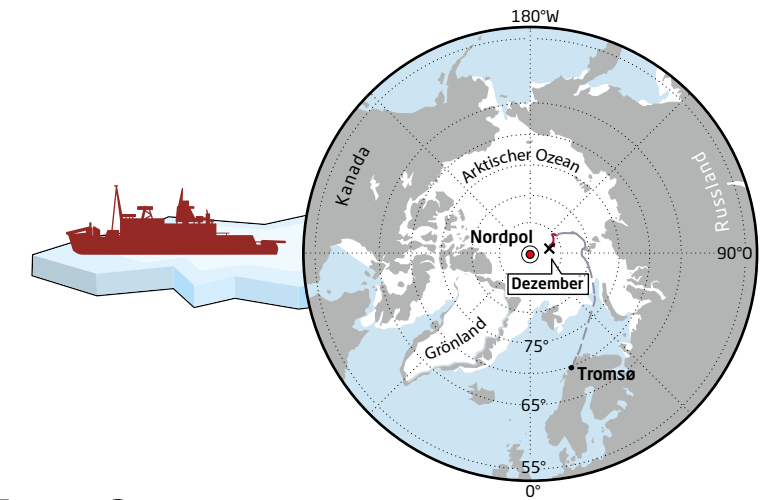 180°W
Kanada
Arktischer Ozean
Russland
Nordpol
90°O
Dezember
Grönland
75°
Tromsø
65°
55°
0°